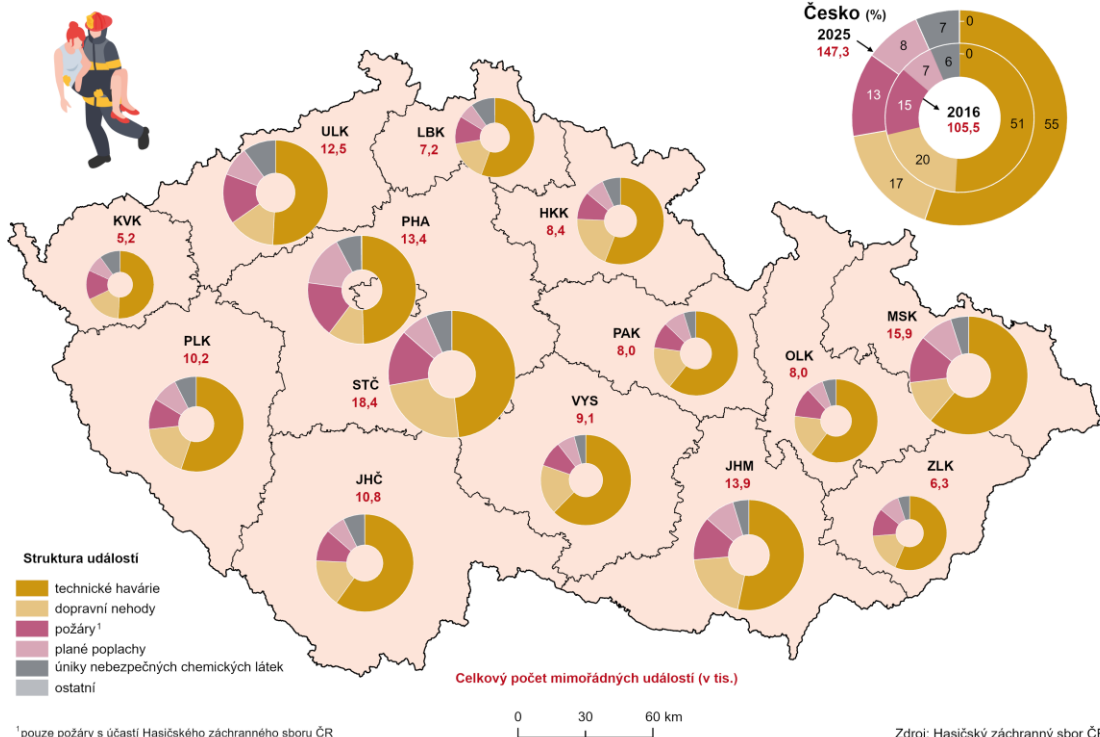 Česko (%)
2025
147,3
8
7
0
0
7
6
13
15
2016
105,5
51
55
20
17
ULK
12,5
LBK
7,2
KVK
5,2
PHA
13,4
HKK
8,4
PLK
10,2
STČ
18,4
PAK
8,0
MSK
15,9
OLK
8,0
VYS
9,1
JHČ
10,8
JHM
13,9
ZLK
6,3
Struktura událostí
technické havárie
dopravní nehody
požáry¹
plané poplachy
úniky nebezpečných chemických látek
ostatní
Celkový počet mimořádných událostí (v tis.)
0 30 60 km
¹pouze požáry s účastí Hasičského záchranného sboru ČR
Zdroj: Hasičský záchranný sbor ČR